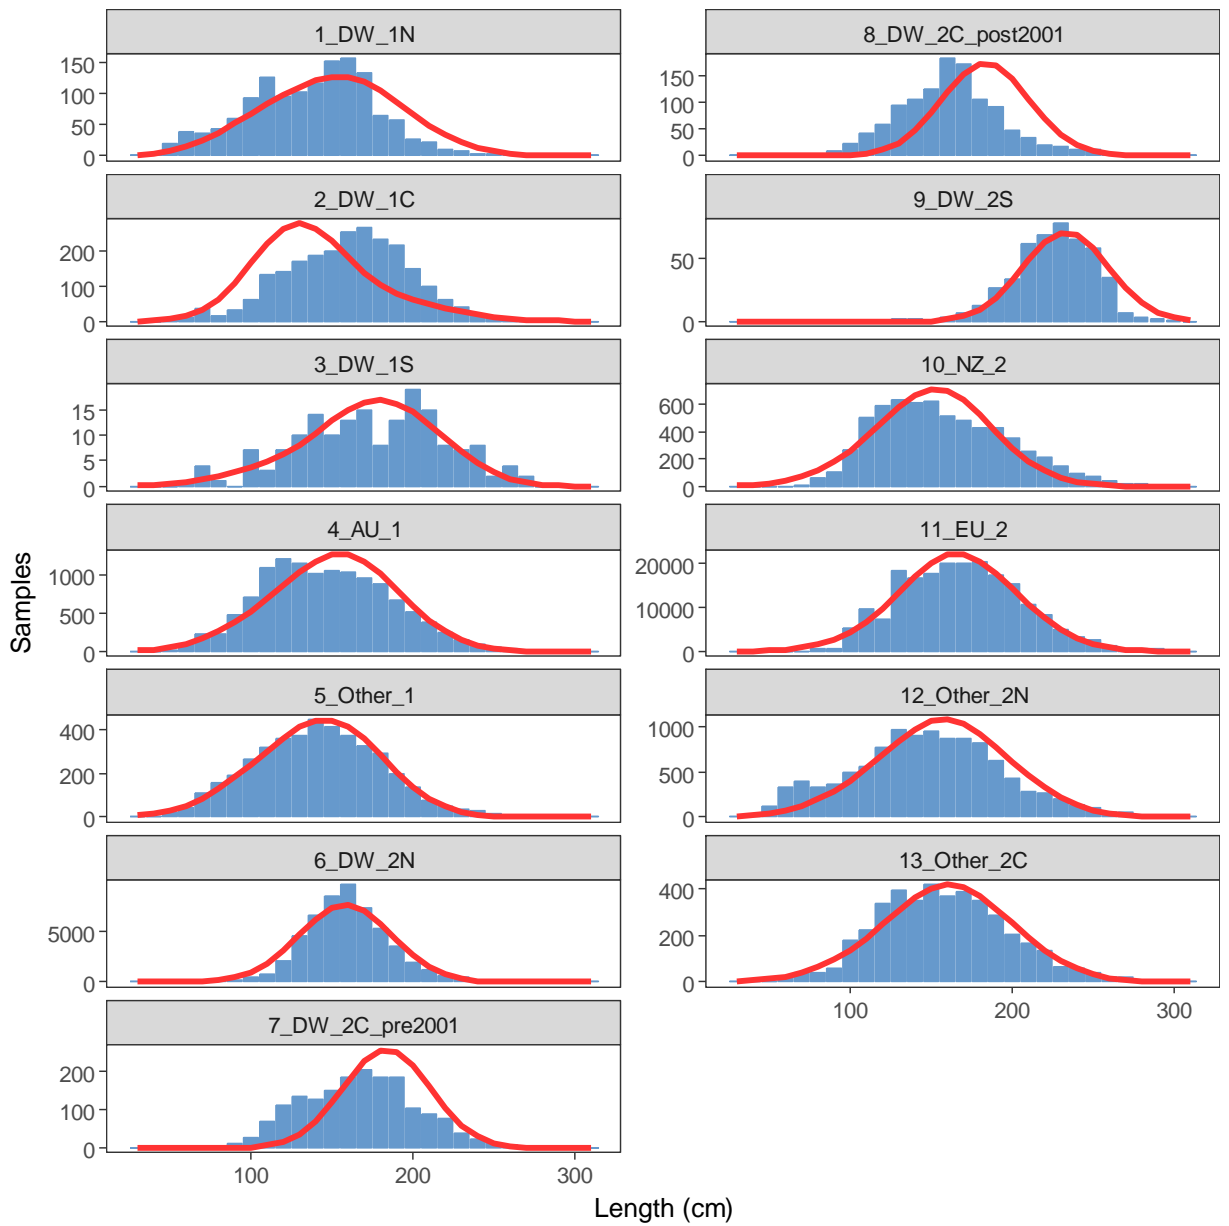 1_DW_1N
150
100
50
0
2_DW_1C
200
100
0
3_DW_1S
15
10
5
0
4_AU_1
1000
500
0
5_Other_1
400
200
0
6_DW_2N
5000
0
7_DW_2C_pre2001
200
100
0
100 200 300
8_DW_2C_post2001
150
100
50
0
9_DW_2S
50
0
10_NZ_2
600
400
200
0
11_EU_2
20000
10000
0
12_Other_2N
1000
500
0
13_Other_2C
400
200
0
100 200 300
Samples
Length (cm)